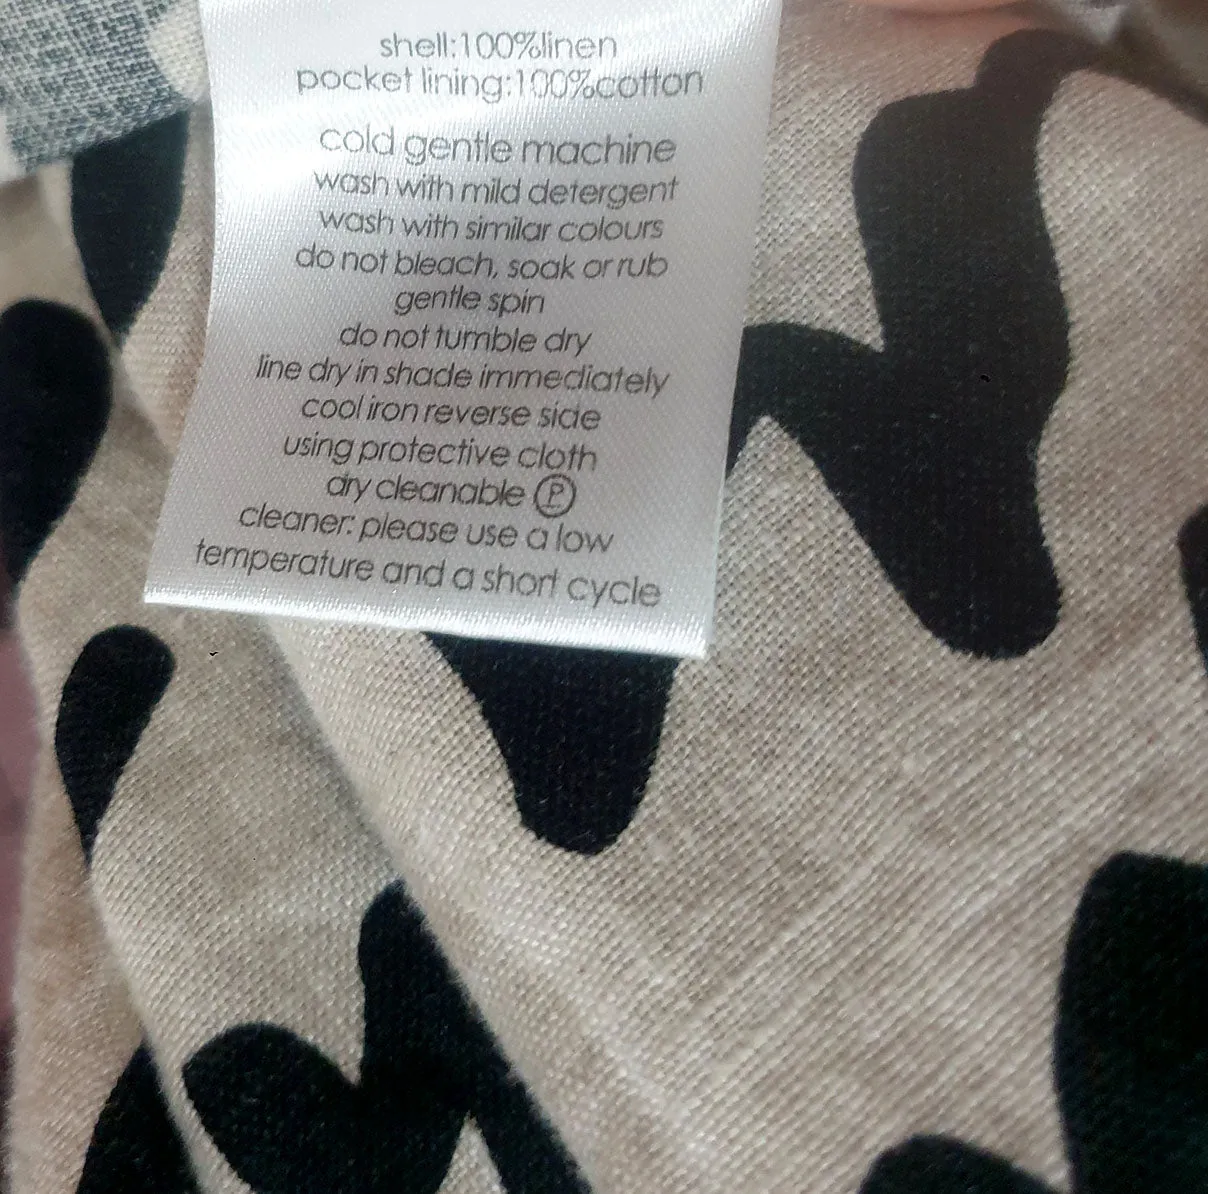 shell:100%linen
pocket lining:100%cotton
cold gentle machine
wash with mild detergent
wash with similar colours
do not bleach, soak or rub
gentle spin
do not tumble dry
line dry in shade immediately
cool iron reverse side
using protective cloth
dry cleanable Ⓟ
cleaner: please use a low
temperature and a short cycle